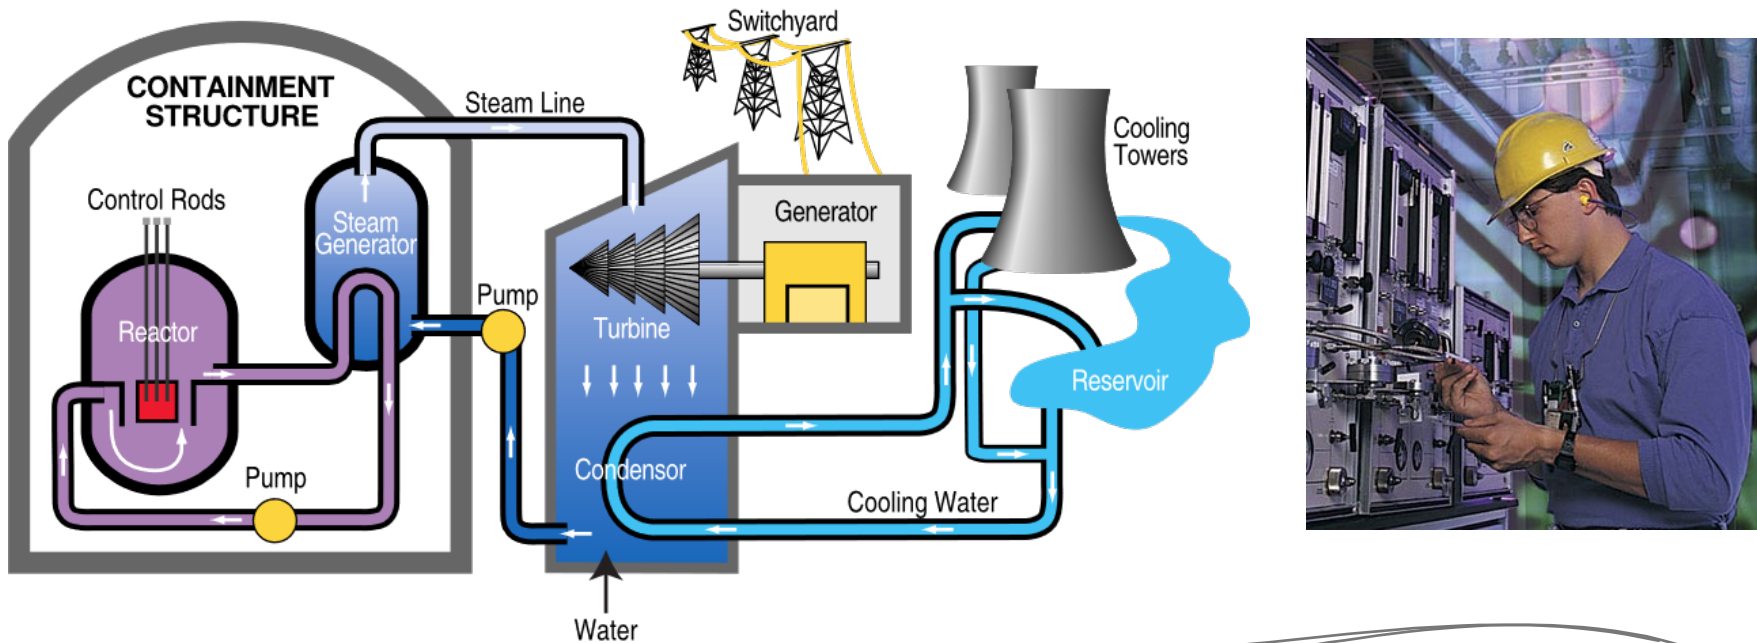 Switchyard
CONTAINMENT
STRUCTURE
Steam Line
Cooling
Towers
Control Rods
Steam
Generator
Generator
Pump
Reactor
Turbine
Reservoir
Condensor
Pump
Cooling Water
Water